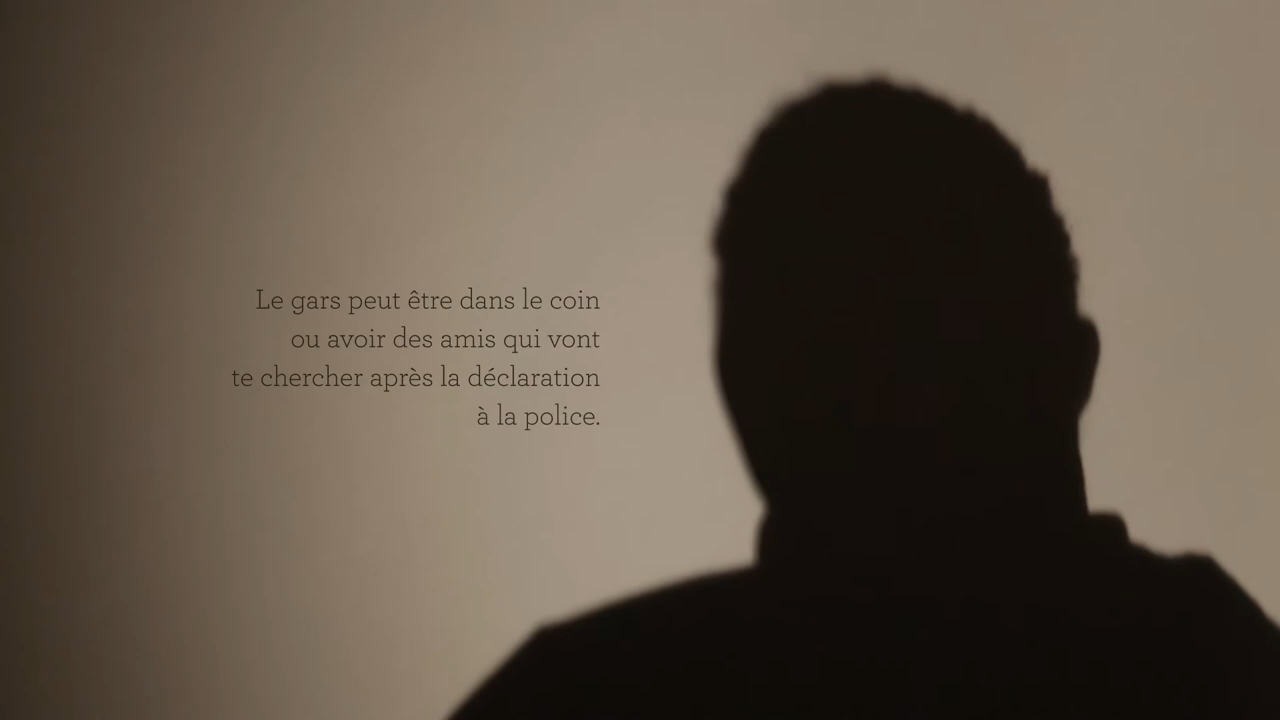 Le gars peut être dans le coin
ou avoir des amis qui vont
te chercher après la déclaration
à la police.